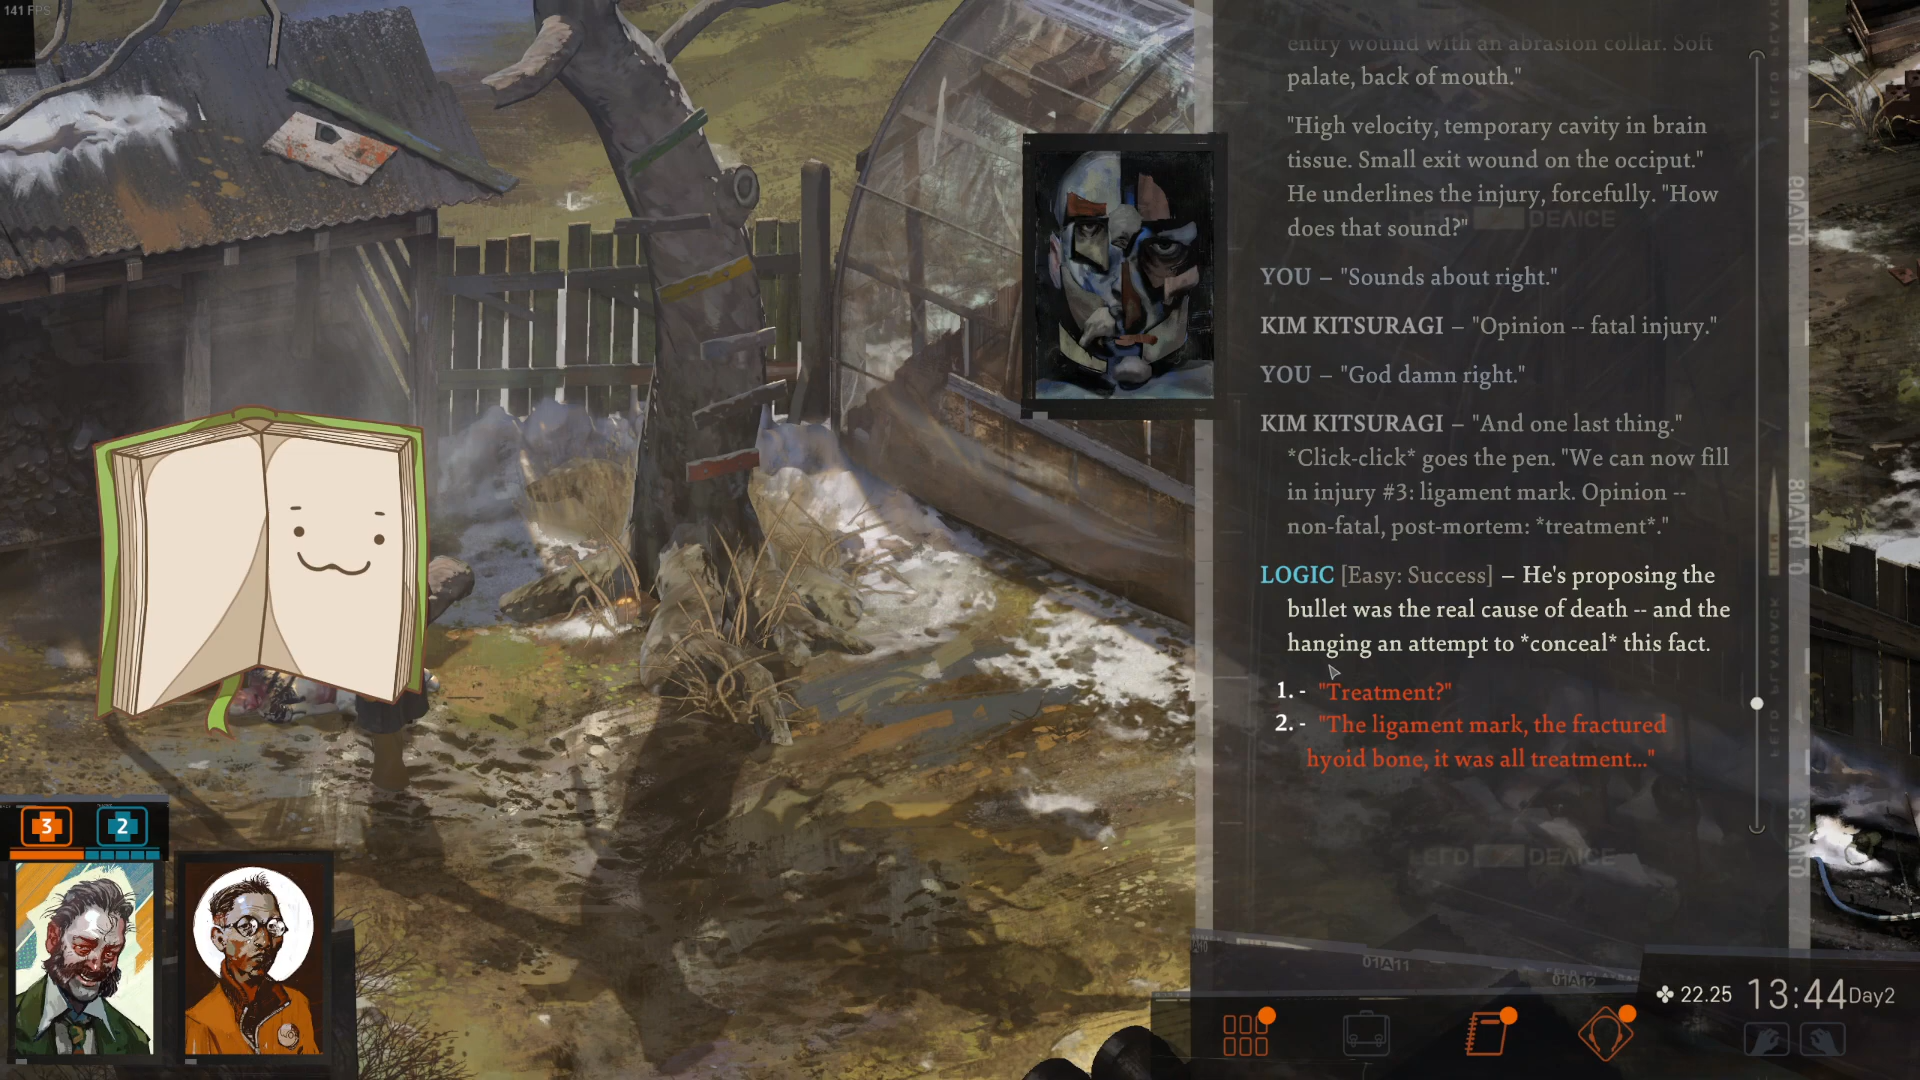 141 FPS
entry wound with an abrasion collar. Soft
palate, back of mouth."
"High velocity, temporary cavity in brain
tissue. Small exit wound on the occiput."
He underlines the injury, forcefully. "How
does that sound?"
YOU – "Sounds about right."
KIM KITSURAGI – "Opinion -- fatal injury."
YOU – "God damn right."
KIM KITSURAGI – "And one last thing."
*Click-click* goes the pen. "We can now fill
in injury #3: ligament mark. Opinion --
non-fatal, post-mortem: *treatment*."
LOGIC [Easy: Success] – He's proposing the
bullet was the real cause of death -- and the
hanging an attempt to *conceal* this fact.
1. - "Treatment?"
2. - "The ligament mark, the fractured
hyoid bone, it was all treatment..."
3
2
01A11
22.25
13:44 Day2